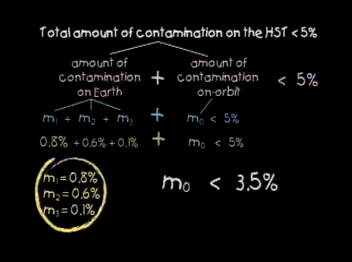 Total amount of contamination on the HST < 5%
amount of contamination on Earth + amount of contamination on-orbit < 5%
m₁ + m₂ + m₃ + m₀ < 5%
0.8% + 0.6% + 0.1% + m₀ < 5%
m₁ = 0.8%
m₂ = 0.6%
m₃ = 0.1%
m₀ < 3.5%